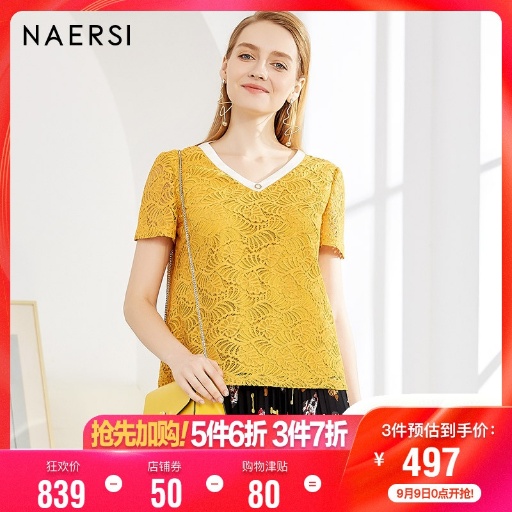 NAERSI
抢先加购! 5件6折 3件7折
3件预估到手价:
¥ 497
9月9日0点开抢!
狂欢价 店铺券 购物津贴
839 - 50 - 80 =